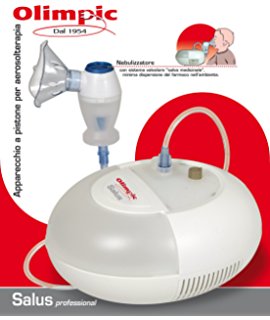 Olimpic
Dal 1954
Apparecchio a pistone per aerosolterapia
Nebulizzatore
con sistema valvolare "salva medicinale",
minima dispersione del farmaco nell'ambiente.
Olimpic
Salus
Salus professional